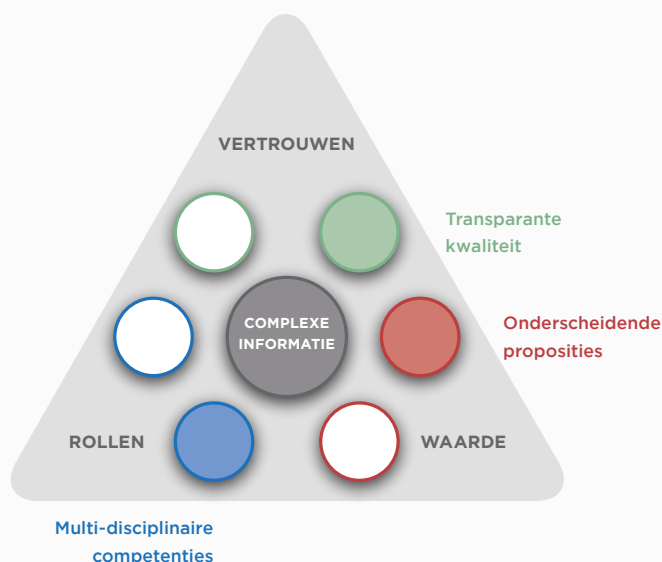 VERTROUWEN
Transparante
kwaliteit
COMPLEXE
INFORMATIE
Onderscheidende
proposities
ROLLEN
WAARDE
Multi-disciplinaire
competenties